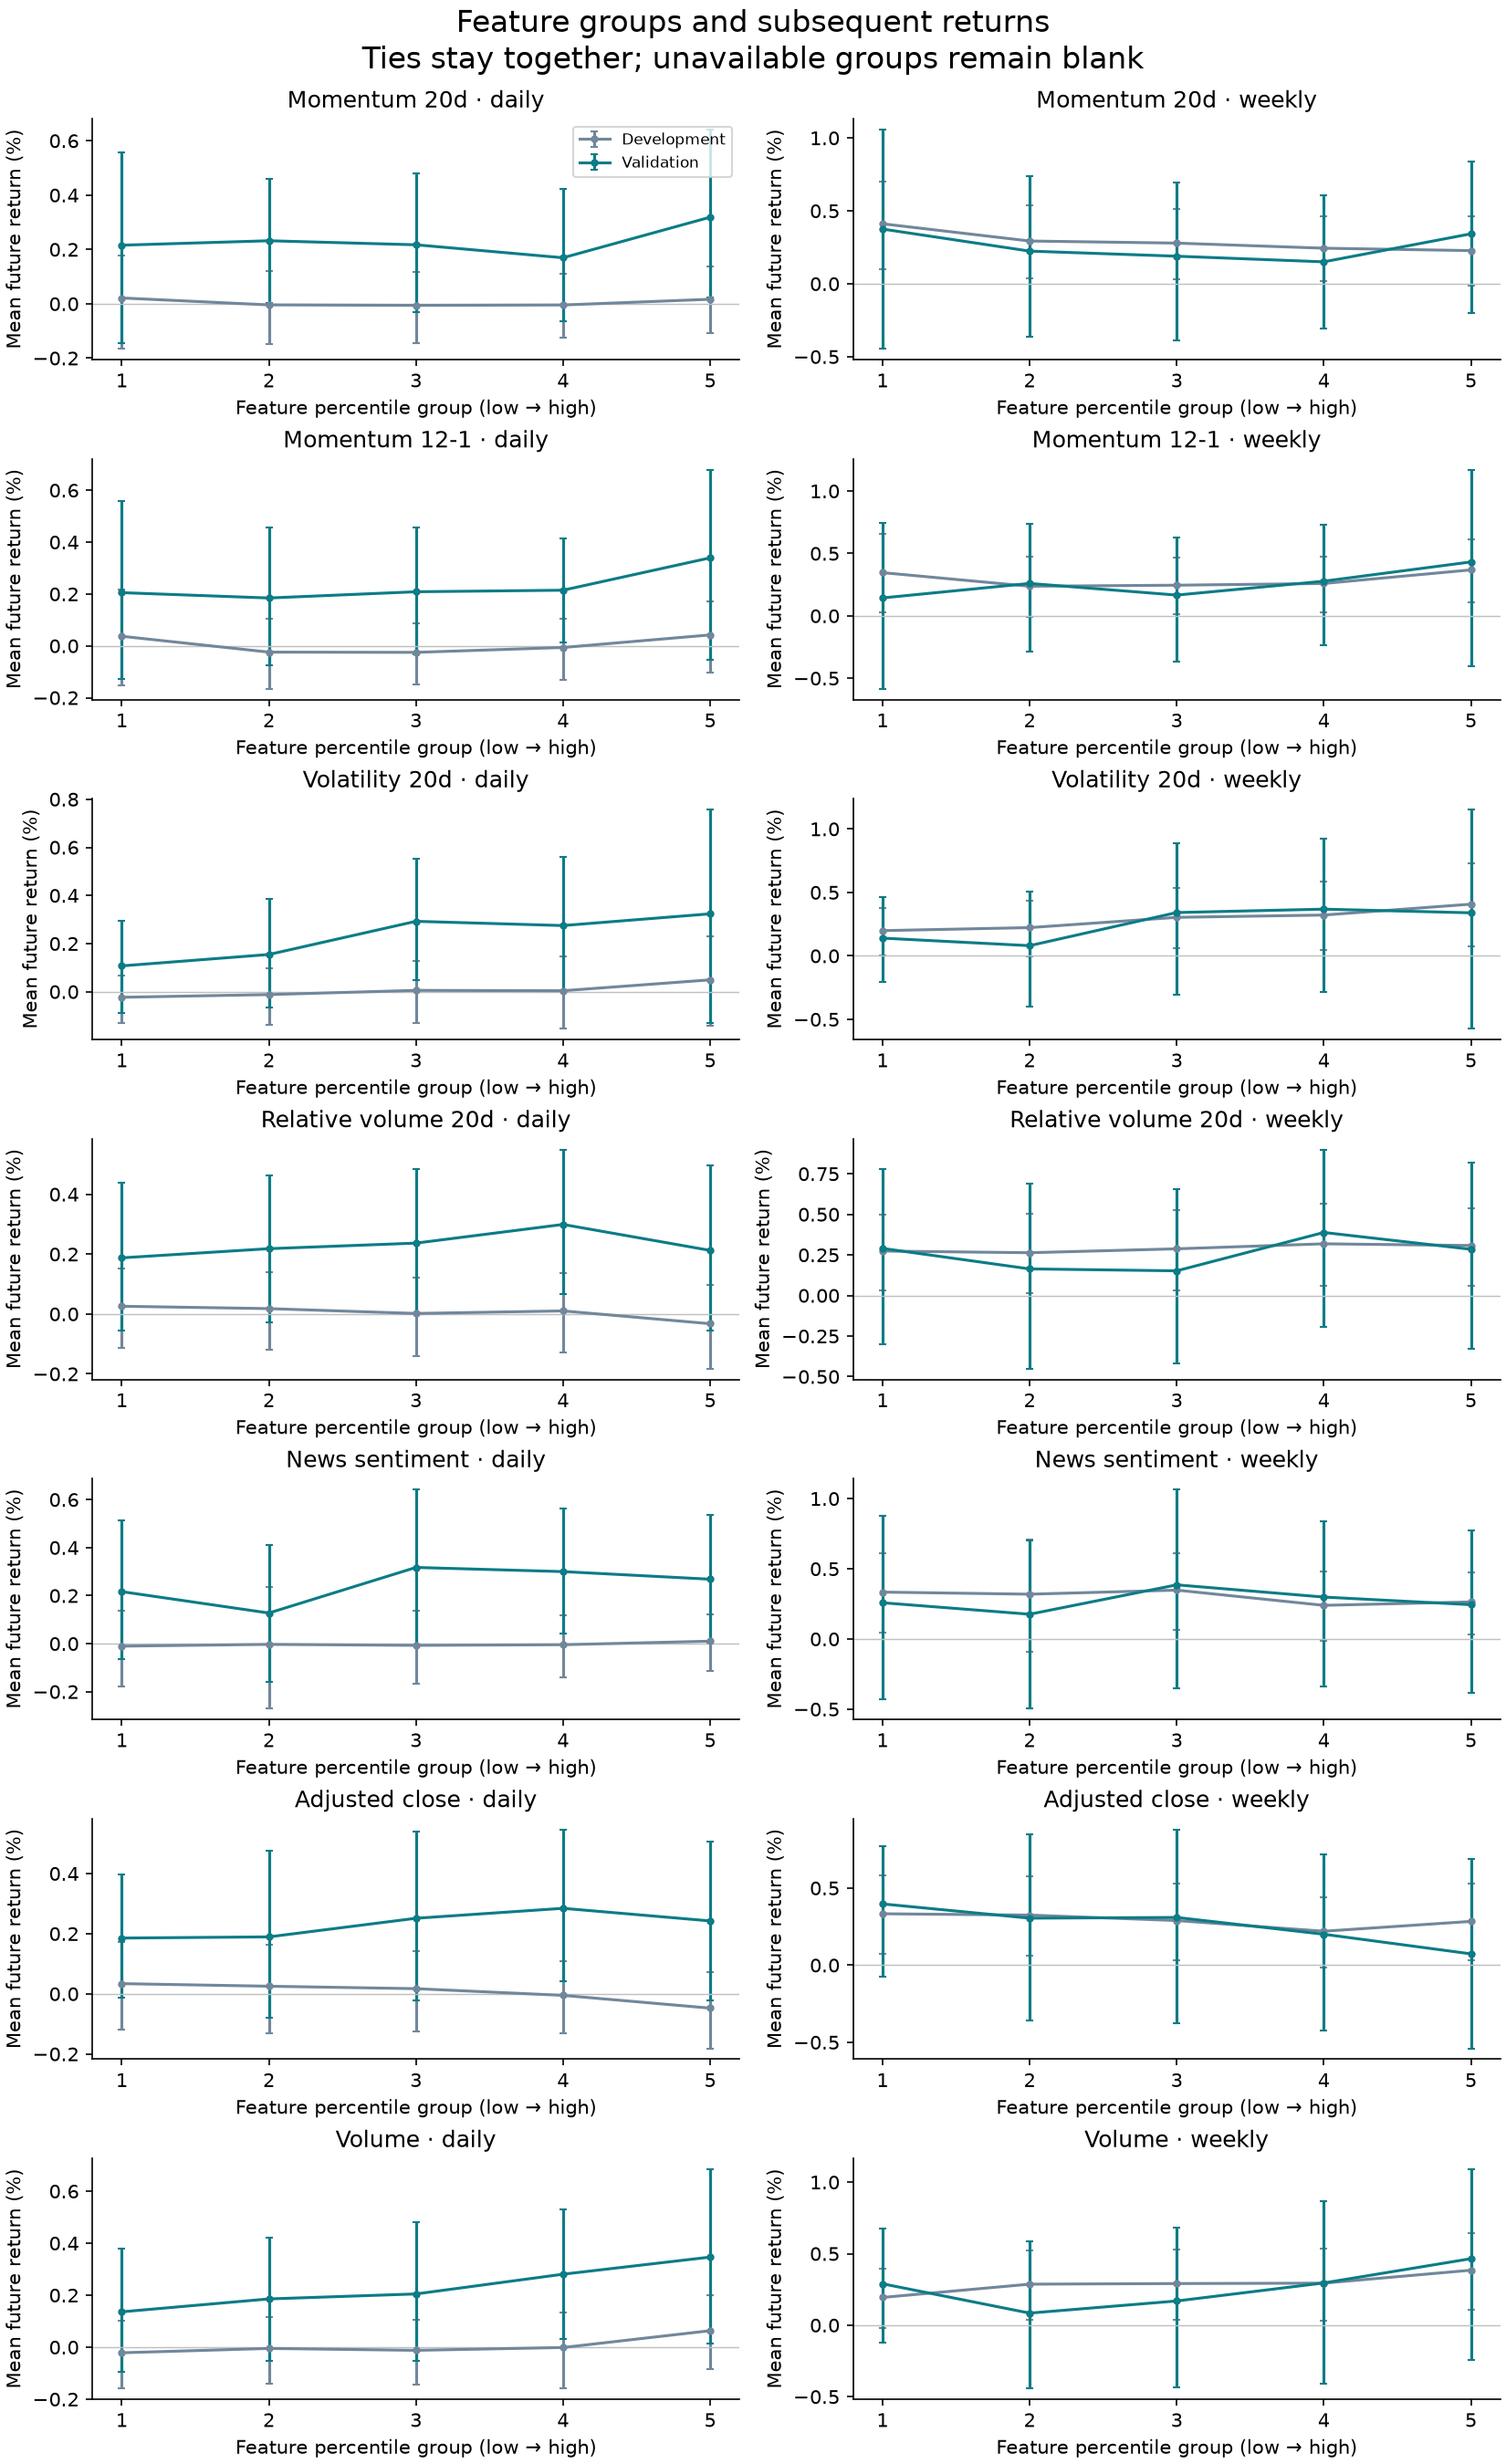 Feature groups and subsequent returns
Ties stay together; unavailable groups remain blank
Momentum 20d · daily
Mean future return (%)
0.6
0.4
0.2
0.0
−0.2
Development
Validation
1 2 3 4 5
Feature percentile group (low → high)
Momentum 20d · weekly
Mean future return (%)
1.0
0.5
0.0
−0.5
1 2 3 4 5
Feature percentile group (low → high)
Momentum 12-1 · daily
Mean future return (%)
0.6
0.4
0.2
0.0
−0.2
1 2 3 4 5
Feature percentile group (low → high)
Momentum 12-1 · weekly
Mean future return (%)
1.0
0.5
0.0
−0.5
1 2 3 4 5
Feature percentile group (low → high)
Volatility 20d · daily
Mean future return (%)
0.8
0.6
0.4
0.2
0.0
1 2 3 4 5
Feature percentile group (low → high)
Volatility 20d · weekly
Mean future return (%)
1.0
0.5
0.0
−0.5
1 2 3 4 5
Feature percentile group (low → high)
Relative volume 20d · daily
Mean future return (%)
0.4
0.2
0.0
−0.2
1 2 3 4 5
Feature percentile group (low → high)
Relative volume 20d · weekly
Mean future return (%)
0.75
0.50
0.25
0.00
−0.25
−0.50
1 2 3 4 5
Feature percentile group (low → high)
News sentiment · daily
Mean future return (%)
0.6
0.4
0.2
0.0
−0.2
1 2 3 4 5
Feature percentile group (low → high)
News sentiment · weekly
Mean future return (%)
1.0
0.5
0.0
−0.5
1 2 3 4 5
Feature percentile group (low → high)
Adjusted close · daily
Mean future return (%)
0.4
0.2
0.0
−0.2
1 2 3 4 5
Feature percentile group (low → high)
Adjusted close · weekly
Mean future return (%)
0.5
0.0
−0.5
1 2 3 4 5
Feature percentile group (low → high)
Volume · daily
Mean future return (%)
0.6
0.4
0.2
0.0
−0.2
1 2 3 4 5
Feature percentile group (low → high)
Volume · weekly
Mean future return (%)
1.0
0.5
0.0
−0.5
1 2 3 4 5
Feature percentile group (low → high)